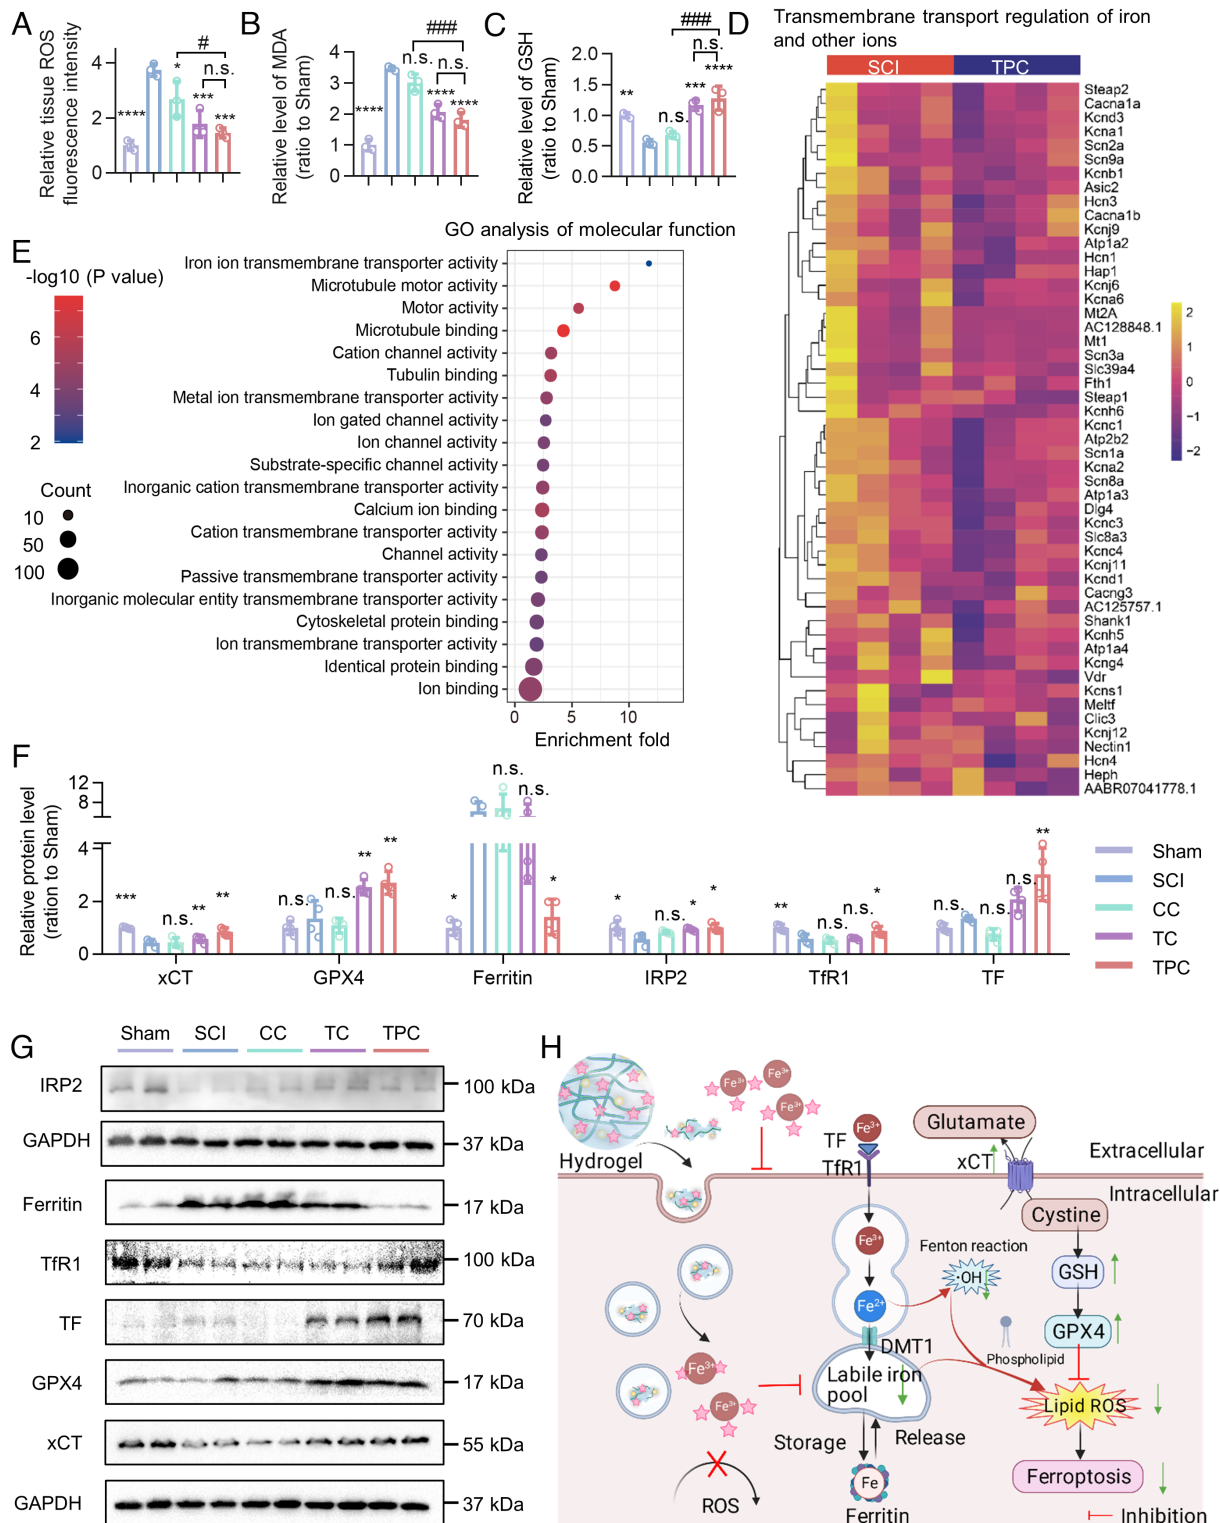 A
Relative tissue ROS
fluorescence intensity
4
2
0
****
*
***
***
n.s.
#
B
Relative level of MDA
(ratio to Sham)
4
3
2
1
0
****
n.s.
****
****
n.s.
###
C
Relative level of GSH
(ratio to Sham)
2.0
1.5
1.0
0.5
0.0
**
n.s.
***
****
n.s.
###
D
Transmembrane transport regulation of iron
and other ions
SCI
TPC
Steap2
Cacna1a
Kcnd3
Kcna1
Scn2a
Scn9a
Kcnb1
Asic2
Hcn3
Cacna1b
Kcnj9
Atp1a2
Hcn1
Hap1
Kcnj6
Kcna6
Mt2A
AC128848.1
Mt1
Scn3a
Slc39a4
Fth1
Steap1
Kcnh6
Kcnc1
Atp2b2
Scn1a
Kcna2
Scn8a
Atp1a3
Dlg4
Kcnc3
Slc8a3
Kcnc4
Kcnj11
Kcnd1
Cacng3
AC125757.1
Shank1
Kcnh5
Atp1a4
Kcng4
Vdr
Kcns1
Meltf
Clic3
Kcnj12
Nectin1
Hcn4
Heph
AABR07041778.1
2
1
0
−1
−2
E
GO analysis of molecular function
-log10 (P value)
6
4
2
Count
10
50
100
Iron ion transmembrane transporter activity
Microtubule motor activity
Motor activity
Microtubule binding
Cation channel activity
Tubulin binding
Metal ion transmembrane transporter activity
Ion gated channel activity
Ion channel activity
Substrate-specific channel activity
Inorganic cation transmembrane transporter activity
Calcium ion binding
Cation transmembrane transporter activity
Channel activity
Passive transmembrane transporter activity
Inorganic molecular entity transmembrane transporter activity
Cytoskeletal protein binding
Ion transmembrane transporter activity
Identical protein binding
Ion binding
0 5 10
Enrichment fold
F
Relative protein level
(ration to Sham)
12
8
4
2
0
*** n.s. ** **
n.s. n.s. ** **
* n.s. n.s. *
* n.s. * *
** n.s. n.s. *
n.s. n.s. n.s. **
xCT GPX4 Ferritin IRP2 TfR1 TF
Sham
SCI
CC
TC
TPC
G
Sham SCI CC TC TPC
IRP2 100 kDa
GAPDH 37 kDa
Ferritin 17 kDa
TfR1 100 kDa
TF 70 kDa
GPX4 17 kDa
xCT 55 kDa
GAPDH 37 kDa
H
Hydrogel
Fe³⁺
Fe³⁺
Fe³⁺
Fe³⁺
TF
TfR1
Glutamate
xCT
Extracellular
Intracellular
Cystine
Fe³⁺
Fenton reaction
·OH
GSH
Fe²⁺
GPX4
DMT1
Phospholipid
Labile iron
pool
Fe³⁺
Fe³⁺
Lipid ROS
Storage
Release
ROS
Fe
Ferritin
Ferroptosis
Inhibition